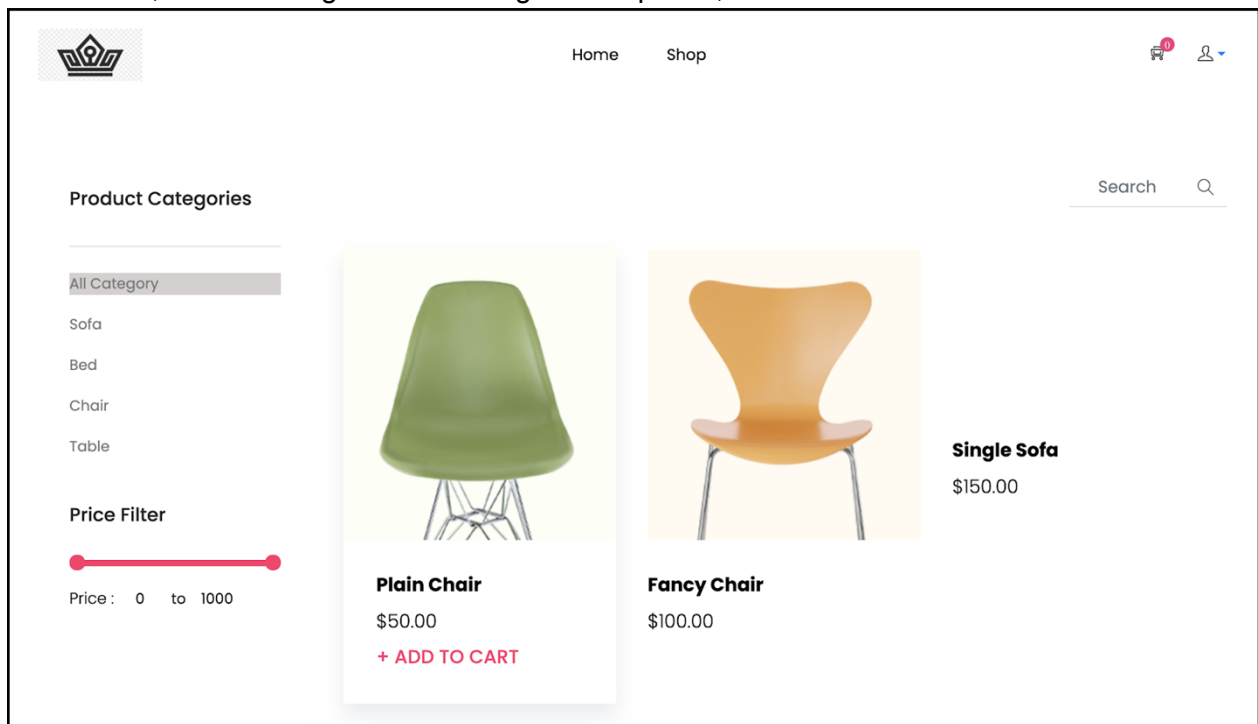 Home Shop
0
Product Categories
Search
All Category
Sofa
Bed
Chair
Table
Price Filter
Price : 0 to 1000
Plain Chair
$50.00
+ ADD TO CART
Fancy Chair
$100.00
Single Sofa
$150.00